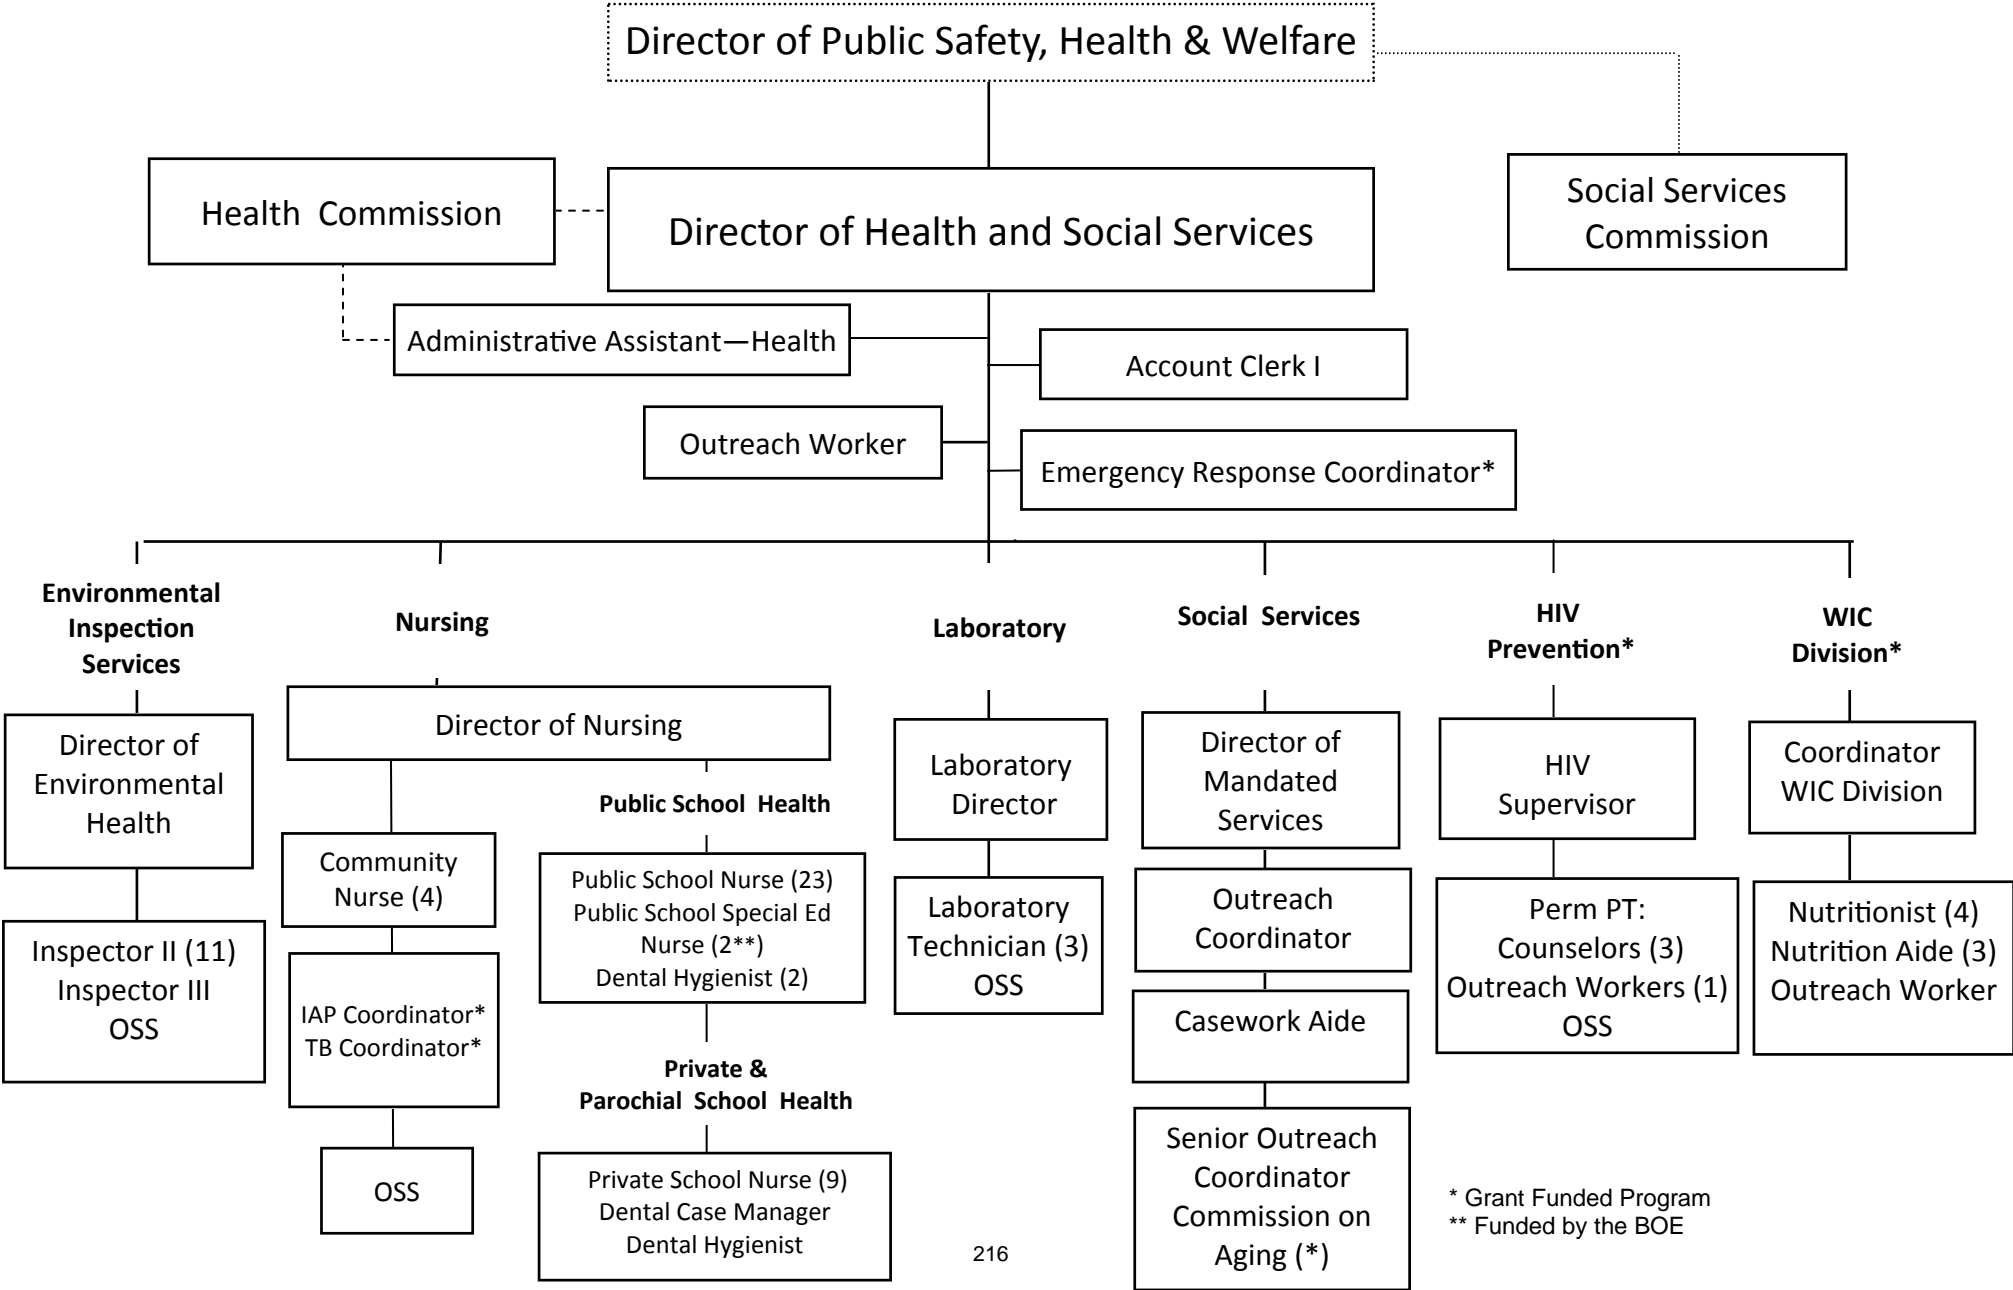 Director of Public Safety, Health & Welfare
Health Commission
Director of Health and Social Services
Social Services
Commission
Administrative Assistant—Health
Account Clerk I
Outreach Worker
Emergency Response Coordinator*
Environmental
Inspection
Services
Nursing
Laboratory
Social Services
HIV
Prevention*
WIC
Division*
Director of
Environmental
Health
Inspector II (11)
Inspector III
OSS
Director of Nursing
Community
Nurse (4)
IAP Coordinator*
TB Coordinator*
OSS
Public School Health
Public School Nurse (23)
Public School Special Ed
Nurse (2**)
Dental Hygienist (2)
Private &
Parochial School Health
Private School Nurse (9)
Dental Case Manager
Dental Hygienist
Laboratory
Director
Laboratory
Technician (3)
OSS
Director of
Mandated
Services
Outreach
Coordinator
Casework Aide
Senior Outreach
Coordinator
Commission on
Aging (*)
HIV
Supervisor
Perm PT:
Counselors (3)
Outreach Workers (1)
OSS
Coordinator
WIC Division
Nutritionist (4)
Nutrition Aide (3)
Outreach Worker
* Grant Funded Program
** Funded by the BOE
216